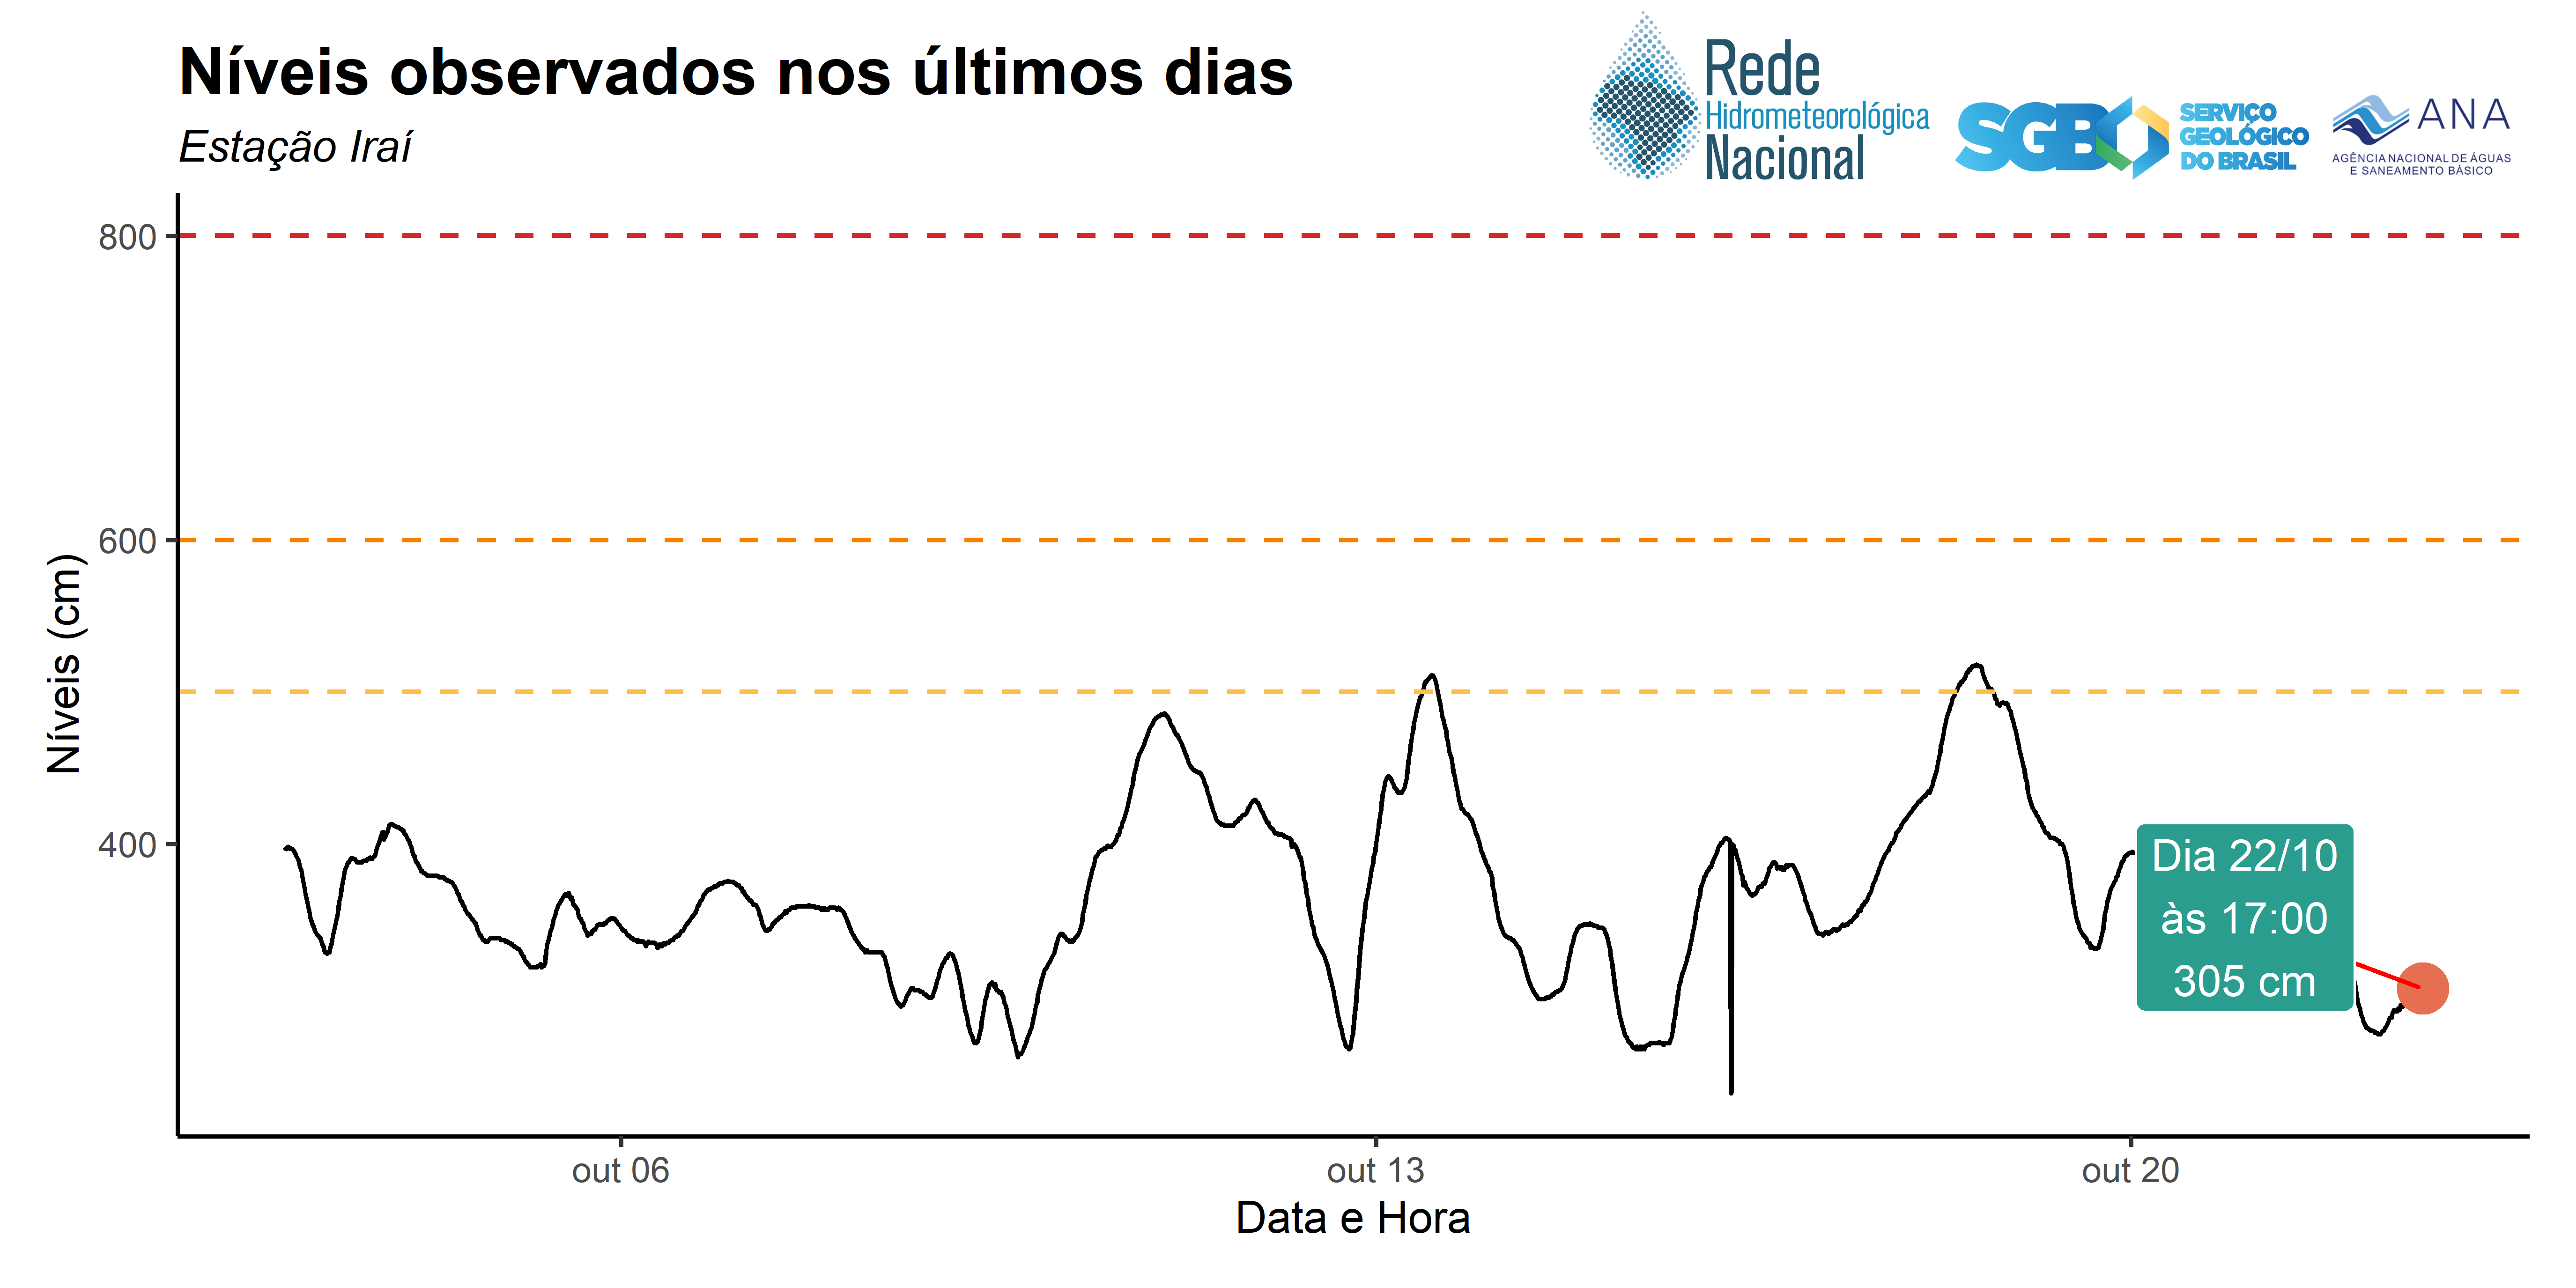 Níveis observados nos últimos dias
Estação Iraí
Rede
Hidrometeorológica
Nacional
SGB
SERVIÇO
GEOLÓGICO
DO BRASIL
ANA
AGÊNCIA NACIONAL DE ÁGUAS
E SANEAMENTO BÁSICO
800
600
400
Níveis (cm)
Dia 22/10
às 17:00
305 cm
out 06
out 13
out 20
Data e Hora